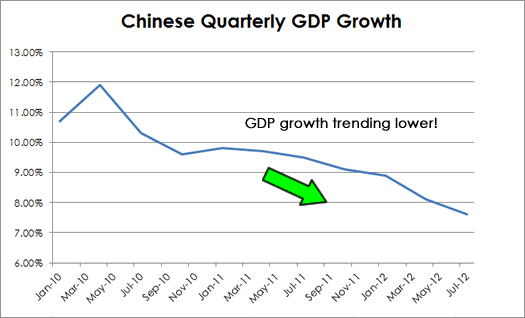 Chinese Quarterly GDP Growth
13.00%
12.00%
11.00%
GDP growth trending lower!
10.00%
9.00%
8.00%
7.00%
6.00%
Jan-10
Mar-10
May-10
Jul-10
Sep-10
Nov-10
Jan-11
Mar-11
May-11
Jul-11
Sep-11
Nov-11
Jan-12
Mar-12
May-12
Jul-12